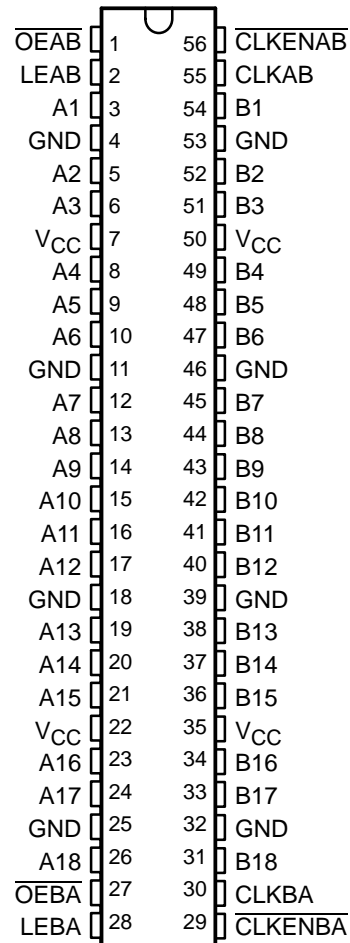 O̅E̅A̅B̅ 1 56 C̅L̅K̅E̅N̅A̅B̅
LEAB 2 55 CLKAB
A1 3 54 B1
GND 4 53 GND
A2 5 52 B2
A3 6 51 B3
VCC 7 50 VCC
A4 8 49 B4
A5 9 48 B5
A6 10 47 B6
GND 11 46 GND
A7 12 45 B7
A8 13 44 B8
A9 14 43 B9
A10 15 42 B10
A11 16 41 B11
A12 17 40 B12
GND 18 39 GND
A13 19 38 B13
A14 20 37 B14
A15 21 36 B15
VCC 22 35 VCC
A16 23 34 B16
A17 24 33 B17
GND 25 32 GND
A18 26 31 B18
O̅E̅B̅A̅ 27 30 CLKBA
LEBA 28 29 C̅L̅K̅E̅N̅B̅A̅